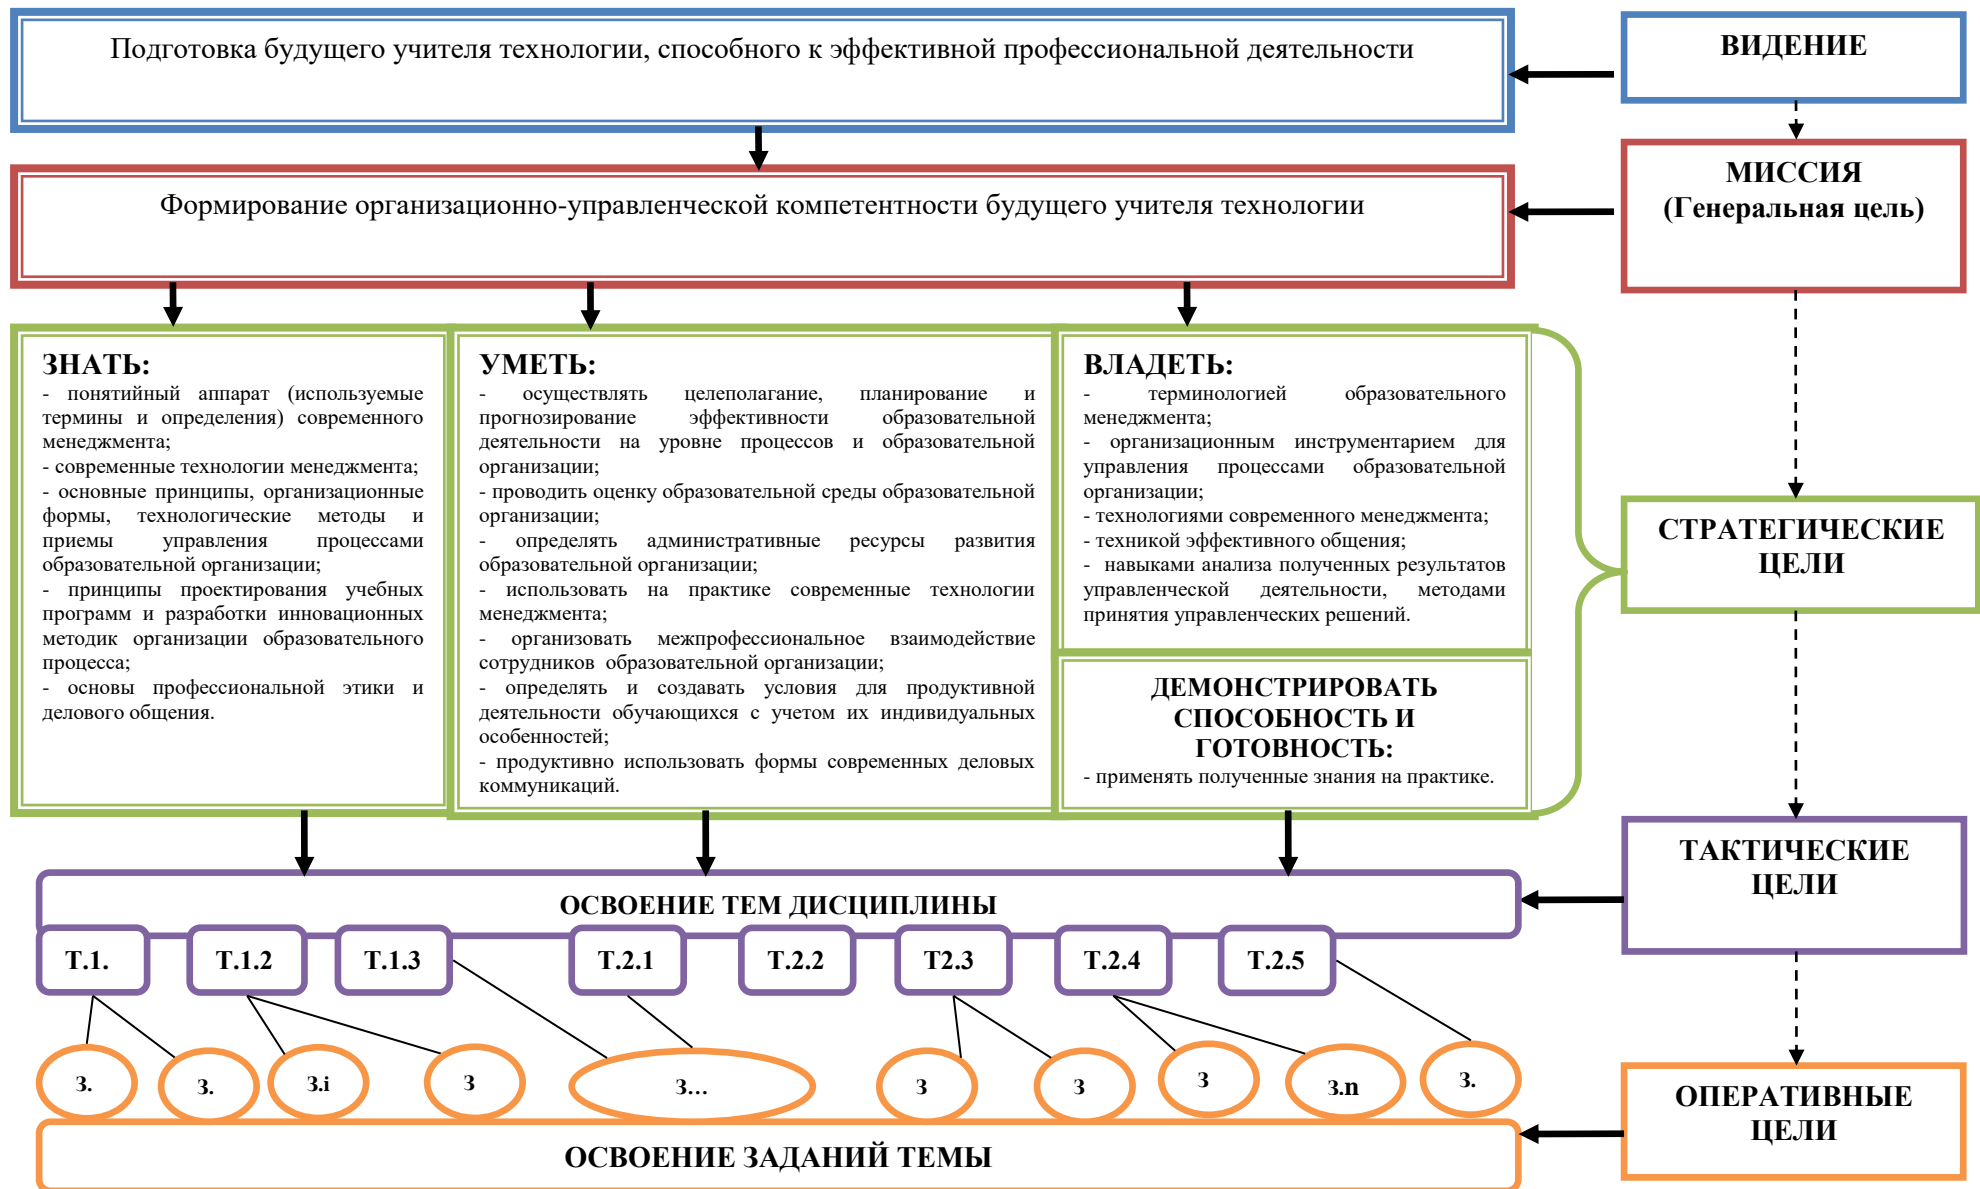 Подготовка будущего учителя технологии, способного к эффективной профессиональной деятельности
ВИДЕНИЕ
Формирование организационно-управленческой компетентности будущего учителя технологии
МИССИЯ
(Генеральная цель)
ЗНАТЬ:
- понятийный аппарат (используемые
термины и определения) современного
менеджмента;
- современные технологии менеджмента;
- основные принципы, организационные
формы, технологические методы и
приемы управления процессами
образовательной организации;
- принципы проектирования учебных
программ и разработки инновационных
методик организации образовательного
процесса;
- основы профессиональной этики и
делового общения.
УМЕТЬ:
- осуществлять целеполагание, планирование и
прогнозирование эффективности образовательной
деятельности на уровне процессов и образовательной
организации;
- проводить оценку образовательной среды образовательной
организации;
- определять административные ресурсы развития
образовательной организации;
- использовать на практике современные технологии
менеджмента;
- организовать межпрофессиональное взаимодействие
сотрудников образовательной организации;
- определять и создавать условия для продуктивной
деятельности обучающихся с учетом их индивидуальных
особенностей;
- продуктивно использовать формы современных деловых
коммуникаций.
ВЛАДЕТЬ:
- терминологией образовательного
менеджмента;
- организационным инструментарием для
управления процессами образовательной
организации;
- технологиями современного менеджмента;
- техникой эффективного общения;
- навыками анализа полученных результатов
управленческой деятельности, методами
принятия управленческих решений.
ДЕМОНСТРИРОВАТЬ
СПОСОБНОСТЬ И
ГОТОВНОСТЬ:
- применять полученные знания на практике.
СТРАТЕГИЧЕСКИЕ
ЦЕЛИ
ТАКТИЧЕСКИЕ
ЦЕЛИ
ОСВОЕНИЕ ТЕМ ДИСЦИПЛИНЫ
Т.1.
Т.1.2
Т.1.3
Т.2.1
Т.2.2
Т2.3
Т.2.4
Т.2.5
З.
З.
З.i
З
З…
З
З
З
З.n
З.
ОПЕРАТИВНЫЕ
ЦЕЛИ
ОСВОЕНИЕ ЗАДАНИЙ ТЕМЫ